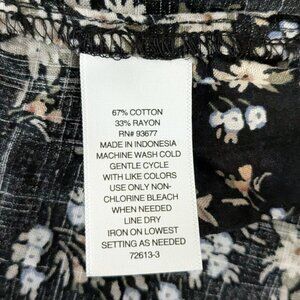 67% COTTON
33% RAYON
RN# 93677
MADE IN INDONESIA
MACHINE WASH COLD
GENTLE CYCLE
WITH LIKE COLORS
USE ONLY NON-
CHLORINE BLEACH
WHEN NEEDED
LINE DRY
IRON ON LOWEST
SETTING AS NEEDED
72613-3